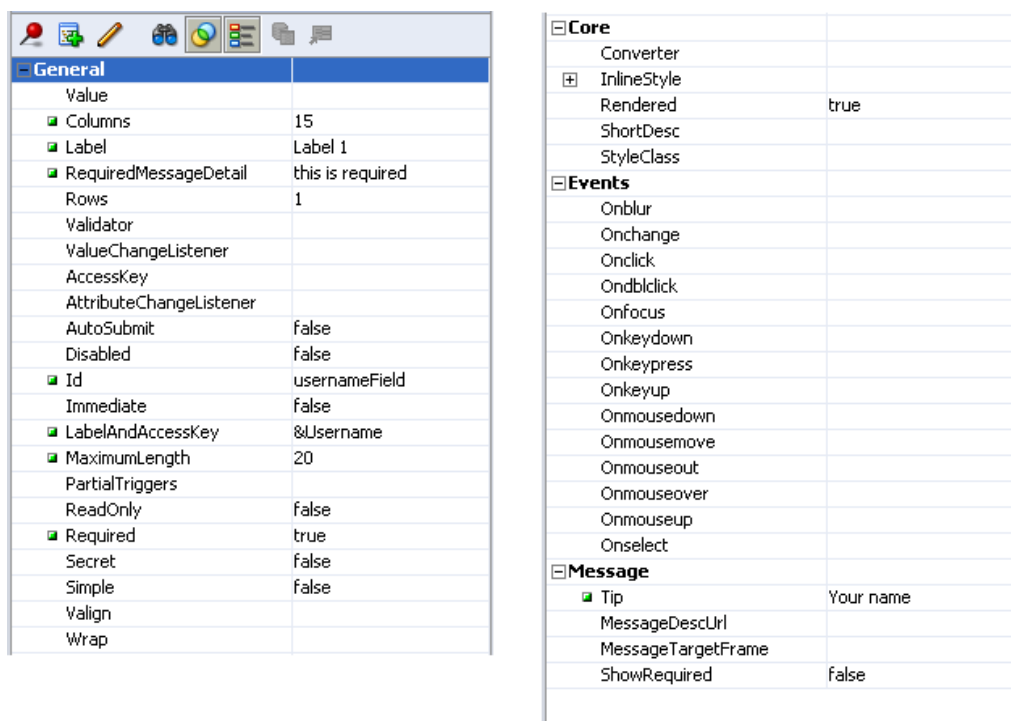 General
Value
Columns 15
Label Label 1
RequiredMessageDetail this is required
Rows 1
Validator
ValueChangeListener
AccessKey
AttributeChangeListener
AutoSubmit false
Disabled false
Id usernameField
Immediate false
LabelAndAccessKey &Username
MaximumLength 20
PartialTriggers
ReadOnly false
Required true
Secret false
Simple false
Valign
Wrap
Core
Converter
InlineStyle
Rendered true
ShortDesc
StyleClass
Events
Onblur
Onchange
Onclick
Ondblclick
Onfocus
Onkeydown
Onkeypress
Onkeyup
Onmousedown
Onmousemove
Onmouseout
Onmouseover
Onmouseup
Onselect
Message
Tip Your name
MessageDescUrl
MessageTargetFrame
ShowRequired false